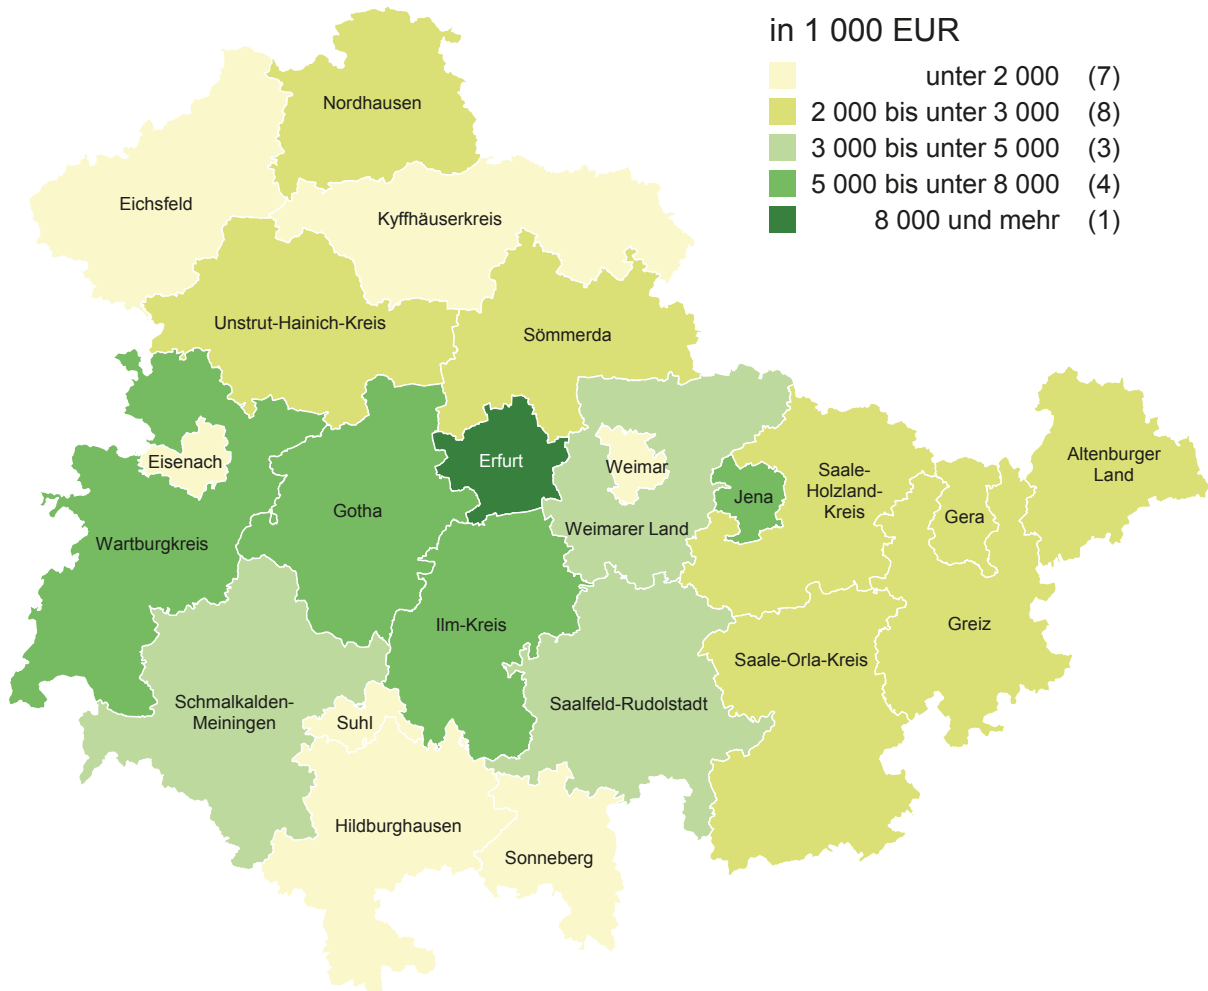 in 1 000 EUR
unter 2 000 (7)
2 000 bis unter 3 000 (8)
3 000 bis unter 5 000 (3)
5 000 bis unter 8 000 (4)
8 000 und mehr (1)
Nordhausen
Eichsfeld
Kyffhäuserkreis
Unstrut-Hainich-Kreis
Sömmerda
Eisenach
Erfurt
Weimar
Saale-
Holzland-
Kreis
Altenburger
Land
Jena
Gotha
Gera
Weimarer Land
Wartburgkreis
Ilm-Kreis
Greiz
Saale-Orla-Kreis
Schmalkalden-
Meiningen
Saalfeld-Rudolstadt
Suhl
Hildburghausen
Sonneberg